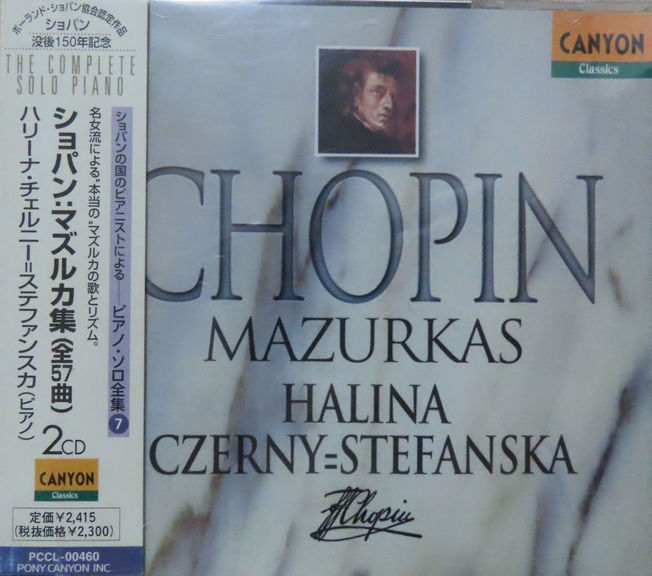 ポーランド・ショパン協会認定作品
ショパン
没後150年記念
THE COMPLETE
SOLO PIANO
ショパンの国のピアニストによる──ピアノ・ソロ全集7
名女流による“本当の”マズルカの歌とリズム。
ショパン:マズルカ集(全57曲)
ハリーナ・チェルニー=ステファンスカ(ピアノ)
2CD
CANYON
Classics
定価¥2,415
(税抜価格¥2,300)
PCCL-00460
PONY CANYON INC.
CANYON
Classics
CHOPIN
MAZURKAS
HALINA
CZERNY=STEFANSKA
FFChopin